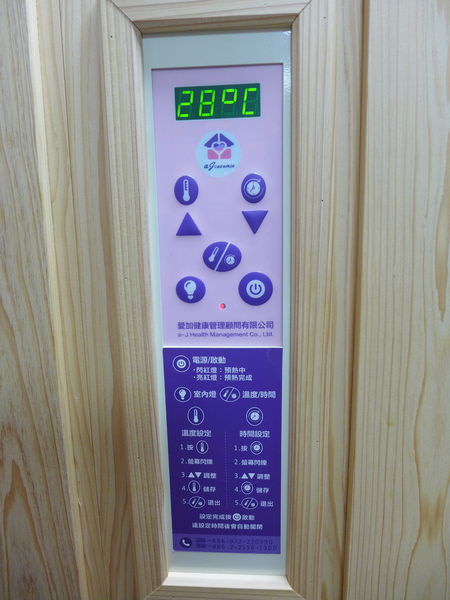 28°C
愛加健康管理顧問有限公司
a-J Health Management Co., Ltd.
電源/啟動
·閃紅燈：預熱中
·亮紅燈：預熱完成
室內燈 溫度/時間
溫度設定 時間設定
1.按 1.按
2.螢幕閃爍 2.螢幕閃爍
3.▲▼調整 3.▲▼調整
4. 儲存 4. 儲存
5. 退出 5. 退出
設定完成按 啟動
達設定時間後會自動關閉